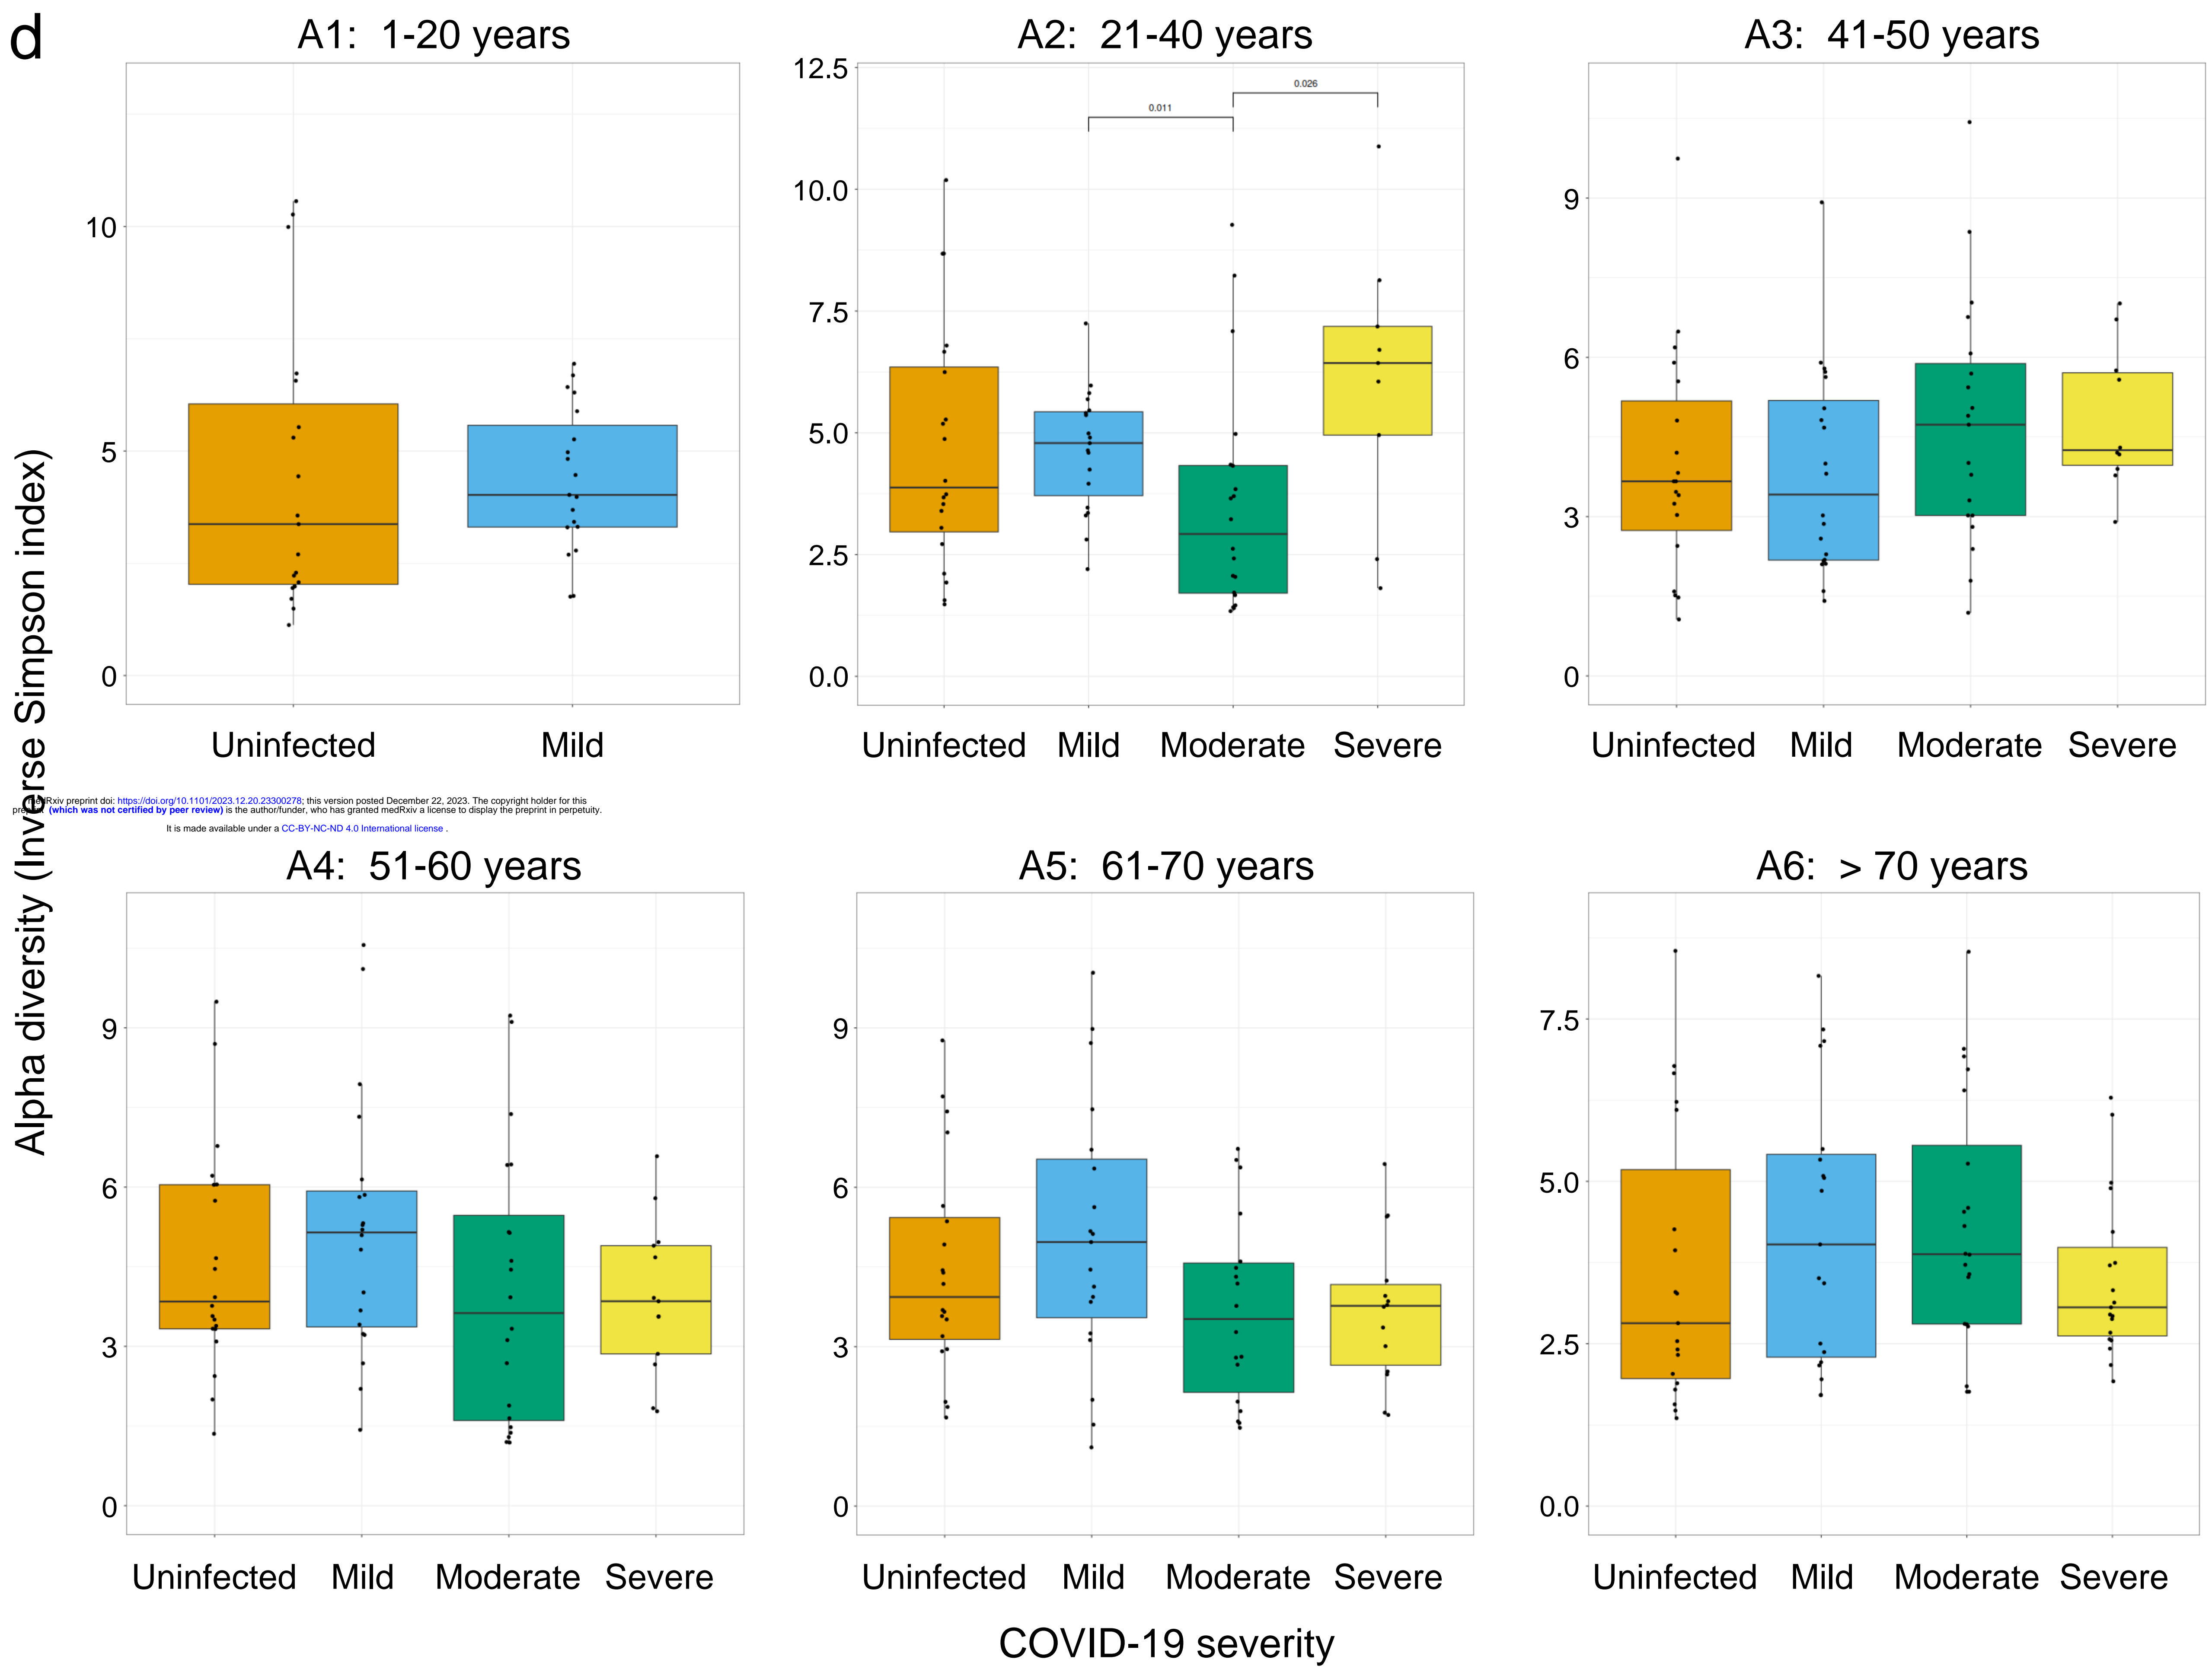 d
A1: 1-20 years
A2: 21-40 years
A3: 41-50 years
12.5
10.0
7.5
5.0
2.5
0.0
0.011
0.026
10
5
0
9
6
3
0
Uninfected Mild
Uninfected Mild Moderate Severe
Uninfected Mild Moderate Severe
Alpha diversity (Inverse Simpson index)
medRxiv preprint doi: https://doi.org/10.1101/2023.12.20.23300278; this version posted December 22, 2023. The copyright holder for this
preprint (which was not certified by peer review) is the author/funder, who has granted medRxiv a license to display the preprint in perpetuity.
It is made available under a CC-BY-NC-ND 4.0 International license .
A4: 51-60 years
A5: 61-70 years
A6: > 70 years
9
6
3
0
9
6
3
0
7.5
5.0
2.5
0.0
Uninfected Mild Moderate Severe
Uninfected Mild Moderate Severe
Uninfected Mild Moderate Severe
COVID-19 severity